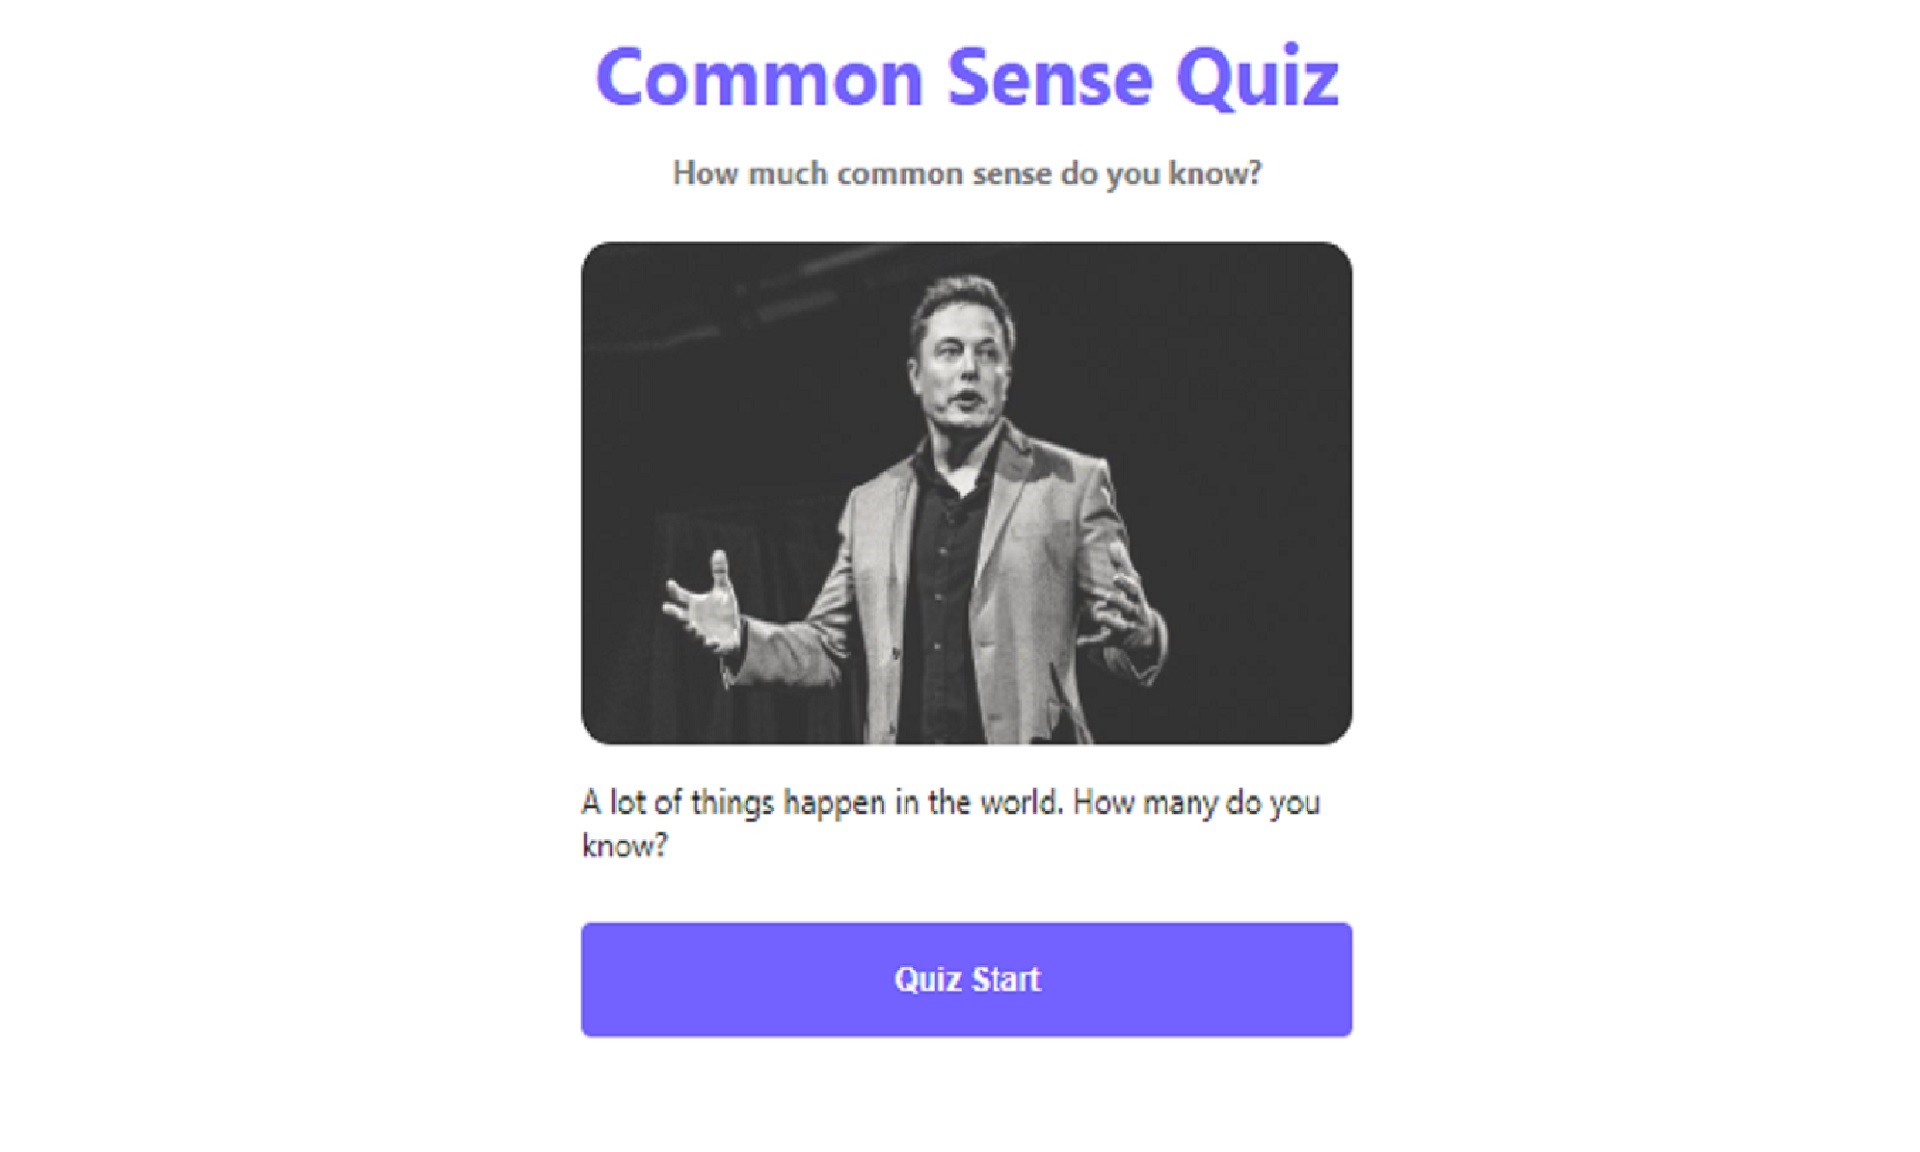 Common Sense Quiz
How much common sense do you know?
A lot of things happen in the world. How many do you
know?
Quiz Start